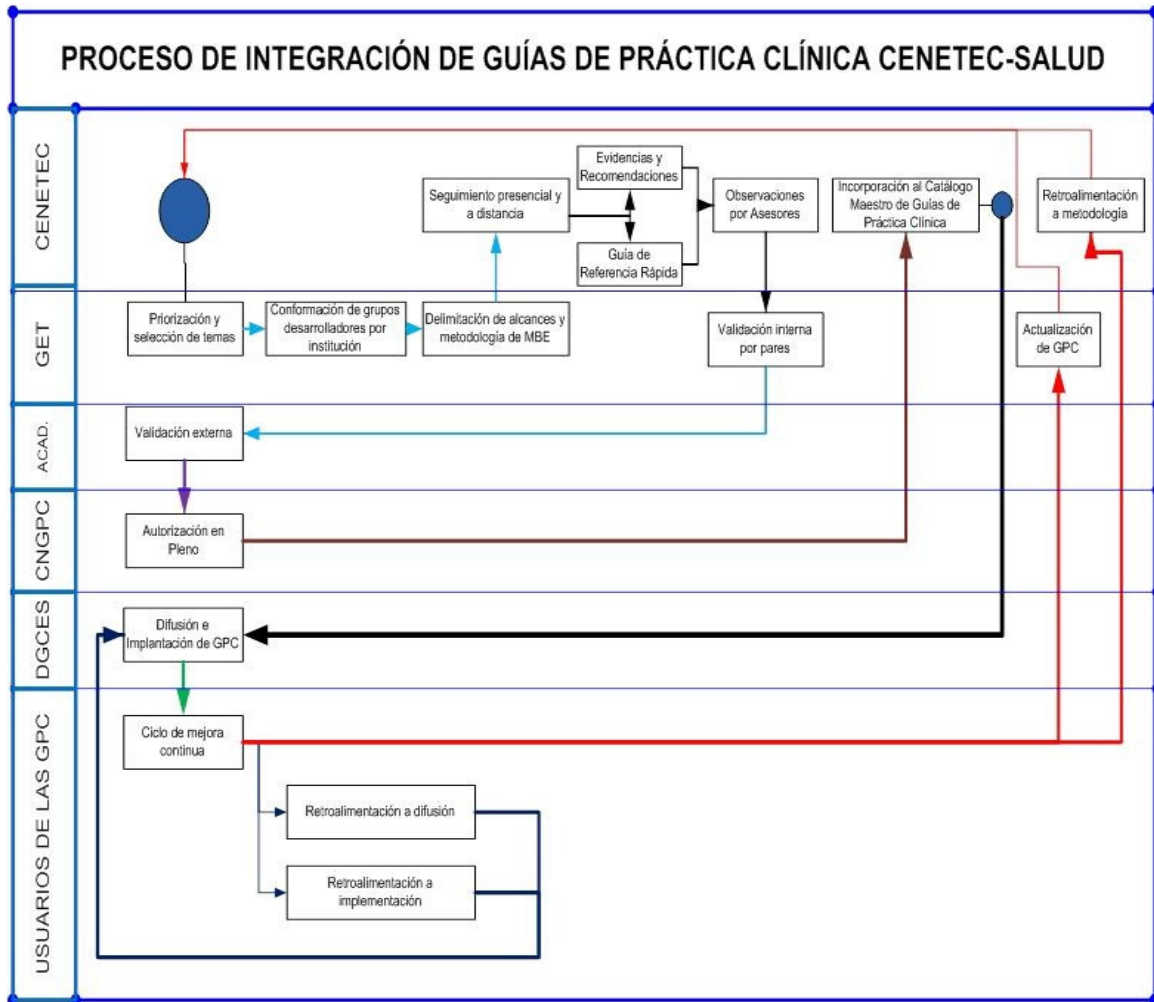 PROCESO DE INTEGRACIÓN DE GUÍAS DE PRÁCTICA CLÍNICA CENETEC-SALUD
CENETEC
Seguimiento presencial y
a distancia
Evidencias y
Recomendaciones
Guía de
Referencia Rápida
Observaciones
por Asesores
Incorporación al Catálogo
Maestro de Guías de
Práctica Clínica
Retroalimentación
a metodología
GET
Priorización y
selección de temas
Conformación de grupos
desarrolladores por
institución
Delimitación de alcances y
metodología de MBE
Validación interna
por pares
Actualización
de GPC
ACAD.
Validación externa
CNGPC
Autorización en
Pleno
DGCES
Difusión e
Implantación de GPC
USUARIOS DE LAS GPC
Ciclo de mejora
continua
Retroalimentación a difusión
Retroalimentación a
implementación